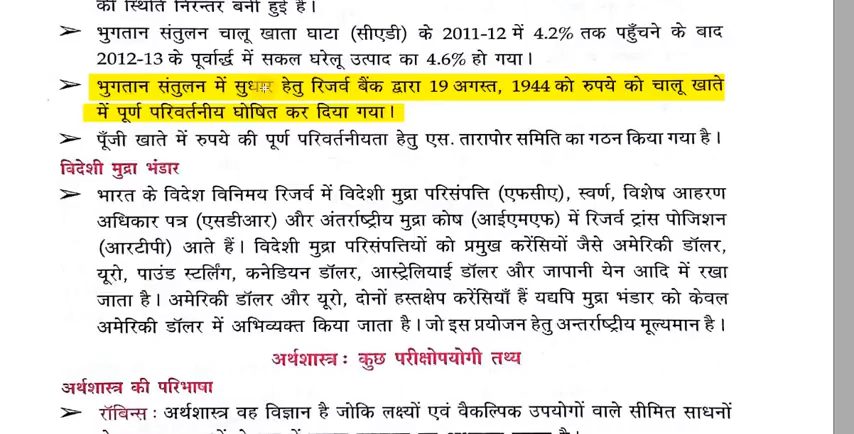 की स्थिति निरन्तर बनी हुई है।
➢ भुगतान संतुलन चालू खाता घाटा (सीएडी) के 2011-12 में 4.2% तक पहुँचने के बाद
2012-13 के पूर्वार्द्ध में सकल घरेलू उत्पाद का 4.6% हो गया।
➢ भुगतान संतुलन में सुधार हेतु रिजर्व बैंक द्वारा 19 अगस्त, 1944 को रुपये को चालू खाते
में पूर्ण परिवर्तनीय घोषित कर दिया गया।
➢ पूँजी खाते में रुपये की पूर्ण परिवर्तनीयता हेतु एस. तारापोर समिति का गठन किया गया है।
विदेशी मुद्रा भंडार
➢ भारत के विदेश विनिमय रिजर्व में विदेशी मुद्रा परिसंपत्ति (एफसीए), स्वर्ण, विशेष आहरण
अधिकार पत्र (एसडीआर) और अंतर्राष्ट्रीय मुद्रा कोष (आईएमएफ) में रिजर्व ट्रांस पोजिशन
(आरटीपी) आते हैं। विदेशी मुद्रा परिसंपत्तियों को प्रमुख करेंसियों जैसे अमेरिकी डॉलर,
यूरो, पाउंड स्टर्लिंग, कनेडियन डॉलर, आस्ट्रेलियाई डॉलर और जापानी येन आदि में रखा
जाता है। अमेरिकी डॉलर और यूरो, दोनों हस्तक्षेप करेंसियाँ हैं यद्यपि मुद्रा भंडार को केवल
अमेरिकी डॉलर में अभिव्यक्त किया जाता है। जो इस प्रयोजन हेतु अन्तर्राष्ट्रीय मूल्यमान है।
अर्थशास्त्र : कुछ परीक्षोपयोगी तथ्य
अर्थशास्त्र की परिभाषा
➢ रॉबिन्स : अर्थशास्त्र वह विज्ञान है जोकि लक्ष्यों एवं वैकल्पिक उपयोगों वाले सीमित साधनों